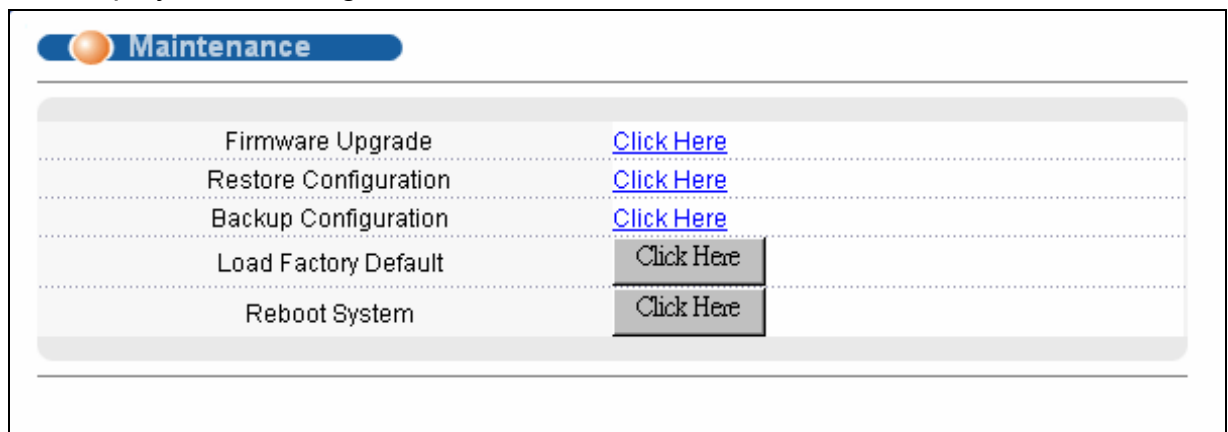 Maintenance
Firmware Upgrade Click Here
Restore Configuration Click Here
Backup Configuration Click Here
Load Factory Default Click Here
Reboot System Click Here